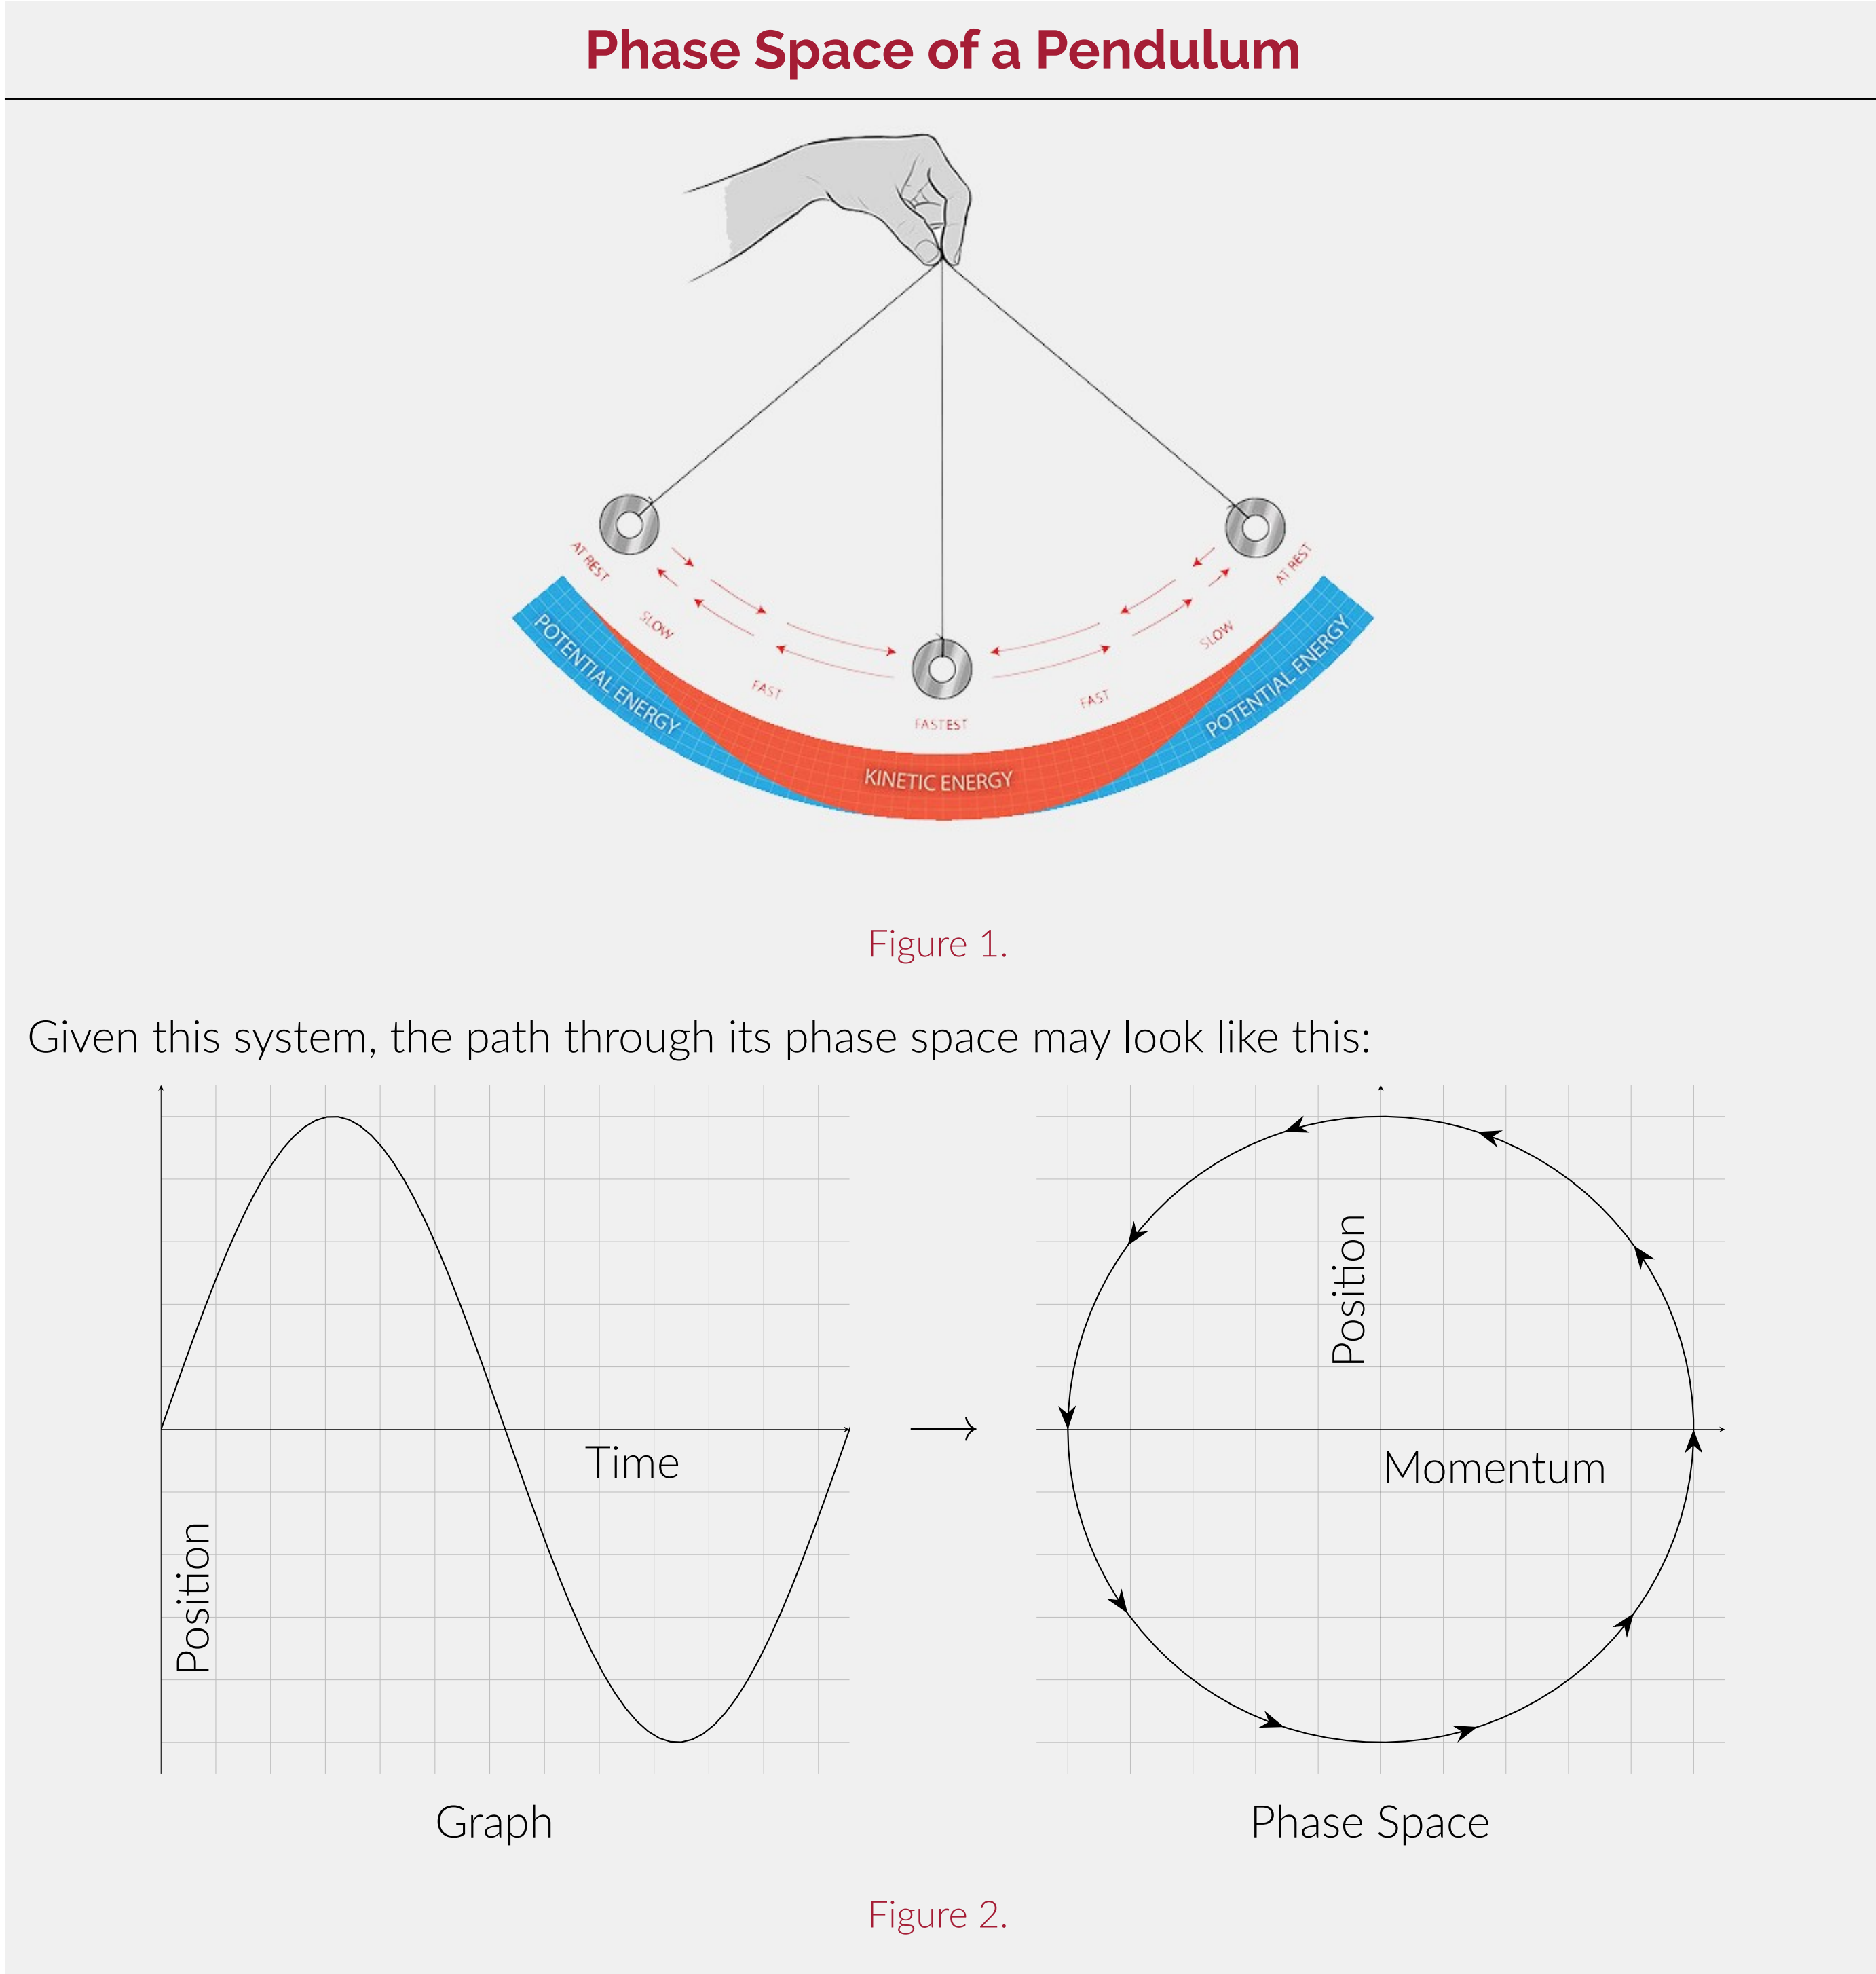 Phase Space of a Pendulum
AT REST
AT REST
SLOW
SLOW
FAST
FAST
FASTEST
POTENTIAL ENERGY
KINETIC ENERGY
POTENTIAL ENERGY
Figure 1.
Given this system, the path through its phase space may look like this:
Position
Time
Position
Momentum
Graph
Phase Space
Figure 2.